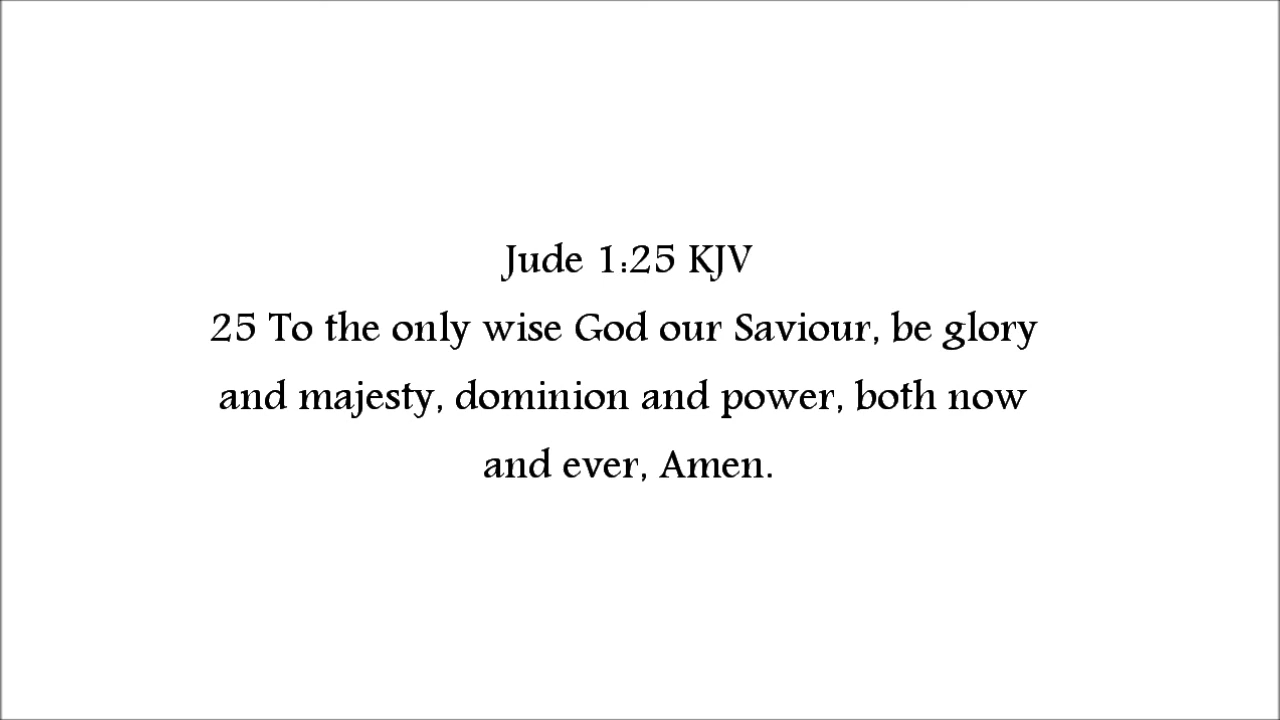 Jude 1:25 KJV
25 To the only wise God our Saviour, be glory
and majesty, dominion and power, both now
and ever, Amen.